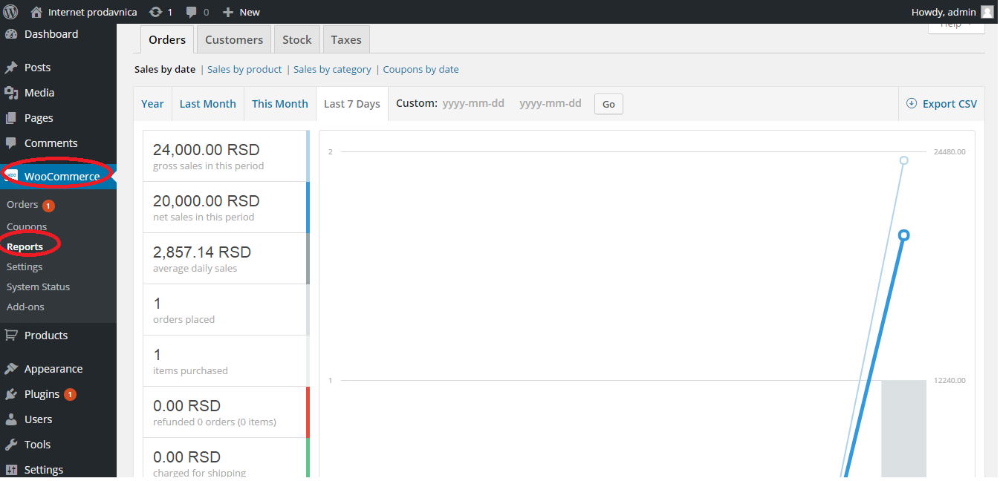 Internet prodavnica 1 0 New Howdy, admin
Help
Dashboard
Posts
Media
Pages
Comments
WooCommerce
Orders 1
Coupons
Reports
Settings
System Status
Add-ons
Products
Appearance
Plugins 1
Users
Tools
Settings
Orders Customers Stock Taxes
Sales by date | Sales by product | Sales by category | Coupons by date
Year Last Month This Month Last 7 Days Custom: yyyy-mm-dd yyyy-mm-dd Go Export CSV
24,000.00 RSD
gross sales in this period
20,000.00 RSD
net sales in this period
2,857.14 RSD
average daily sales
1
orders placed
1
items purchased
0.00 RSD
refunded 0 orders (0 items)
0.00 RSD
charged for shipping
2 24480.00
1 12240.00